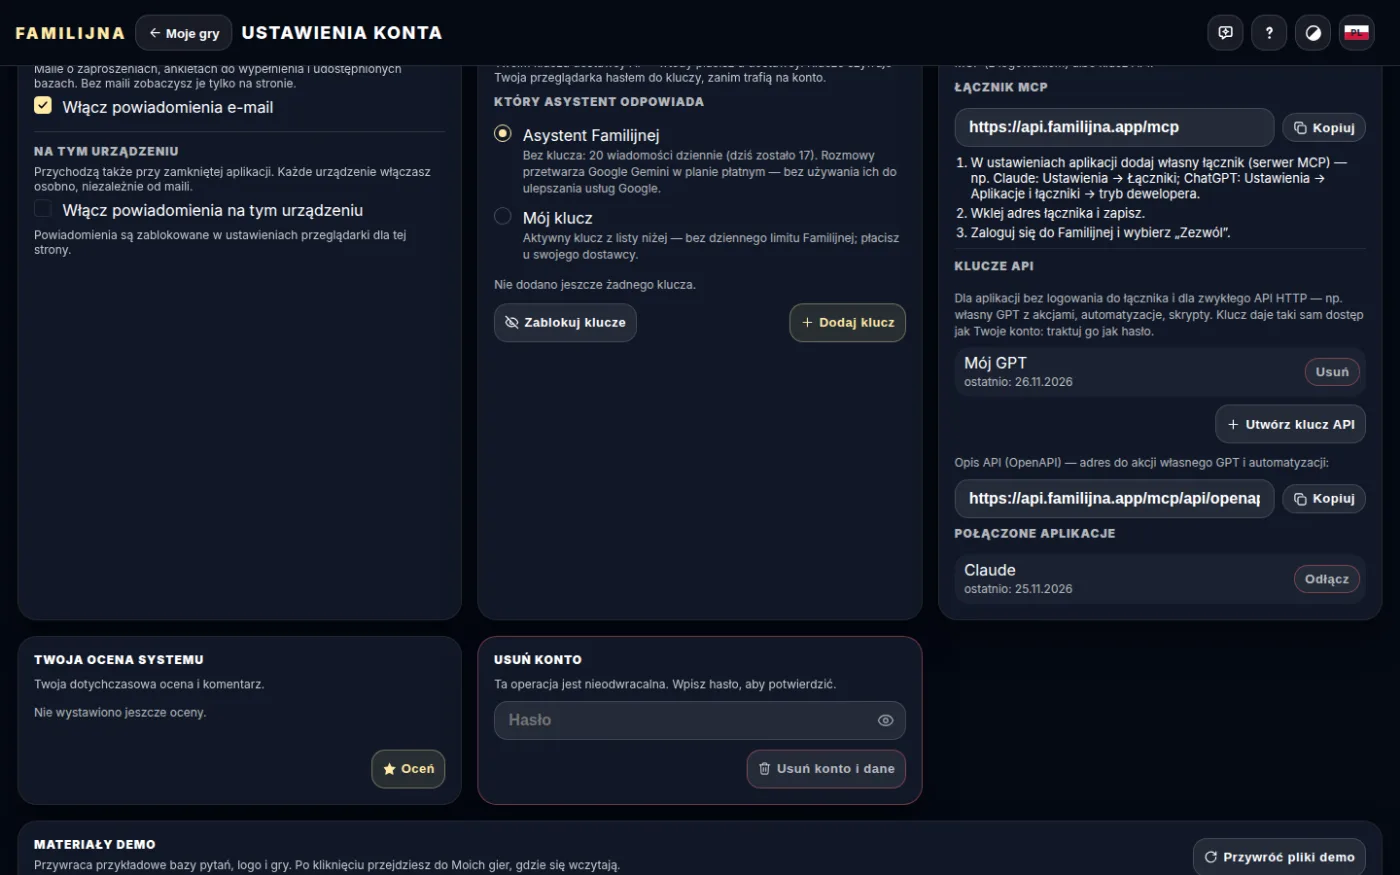 FAMILIJNA
← Moje gry
USTAWIENIA KONTA
?
PL
Maile o zaproszeniach, ankietach do wypełnienia i udostępnionych
bazach. Bez maili zobaczysz je tylko na stronie.
Włącz powiadomienia e-mail
NA TYM URZĄDZENIU
Przychodzą także przy zamkniętej aplikacji. Każde urządzenie włączasz
osobno, niezależnie od maili.
Włącz powiadomienia na tym urządzeniu
Powiadomienia są zablokowane w ustawieniach przeglądarki dla tej
strony.
Twoja przeglądarka hasłem do kluczy, zanim trafią na konto.
KTÓRY ASYSTENT ODPOWIADA
Asystent Familijnej
Bez klucza: 20 wiadomości dziennie (dziś zostało 17). Rozmowy
przetwarza Google Gemini w planie płatnym — bez używania ich do
ulepszania usług Google.
Mój klucz
Aktywny klucz z listy niżej — bez dziennego limitu Familijnej; płacisz
u swojego dostawcy.
Nie dodano jeszcze żadnego klucza.
Zablokuj klucze
+ Dodaj klucz
ŁĄCZNIK MCP
https://api.familijna.app/mcp
Kopiuj
1. W ustawieniach aplikacji dodaj własny łącznik (serwer MCP) —
np. Claude: Ustawienia → Łączniki; ChatGPT: Ustawienia →
Aplikacje i łączniki → tryb dewelopera.
2. Wklej adres łącznika i zapisz.
3. Zaloguj się do Familijnej i wybierz „Zezwól”.
KLUCZE API
Dla aplikacji bez logowania do łącznika i dla zwykłego API HTTP — np.
własny GPT z akcjami, automatyzacje, skrypty. Klucz daje taki sam dostęp
jak Twoje konto: traktuj go jak hasło.
Mój GPT
ostatnio: 26.11.2026
Usuń
+ Utwórz klucz API
Opis API (OpenAPI) — adres do akcji własnego GPT i automatyzacji:
https://api.familijna.app/mcp/api/openap
Kopiuj
POŁĄCZONE APLIKACJE
Claude
ostatnio: 25.11.2026
Odłącz
TWOJA OCENA SYSTEMU
Twoja dotychczasowa ocena i komentarz.
Nie wystawiono jeszcze oceny.
Oceń
USUŃ KONTO
Ta operacja jest nieodwracalna. Wpisz hasło, aby potwierdzić.
Hasło
Usuń konto i dane
MATERIAŁY DEMO
Przywraca przykładowe bazy pytań, logo i gry. Po kliknięciu przejdziesz do Moich gier, gdzie się wczytają.
Przywróć pliki demo